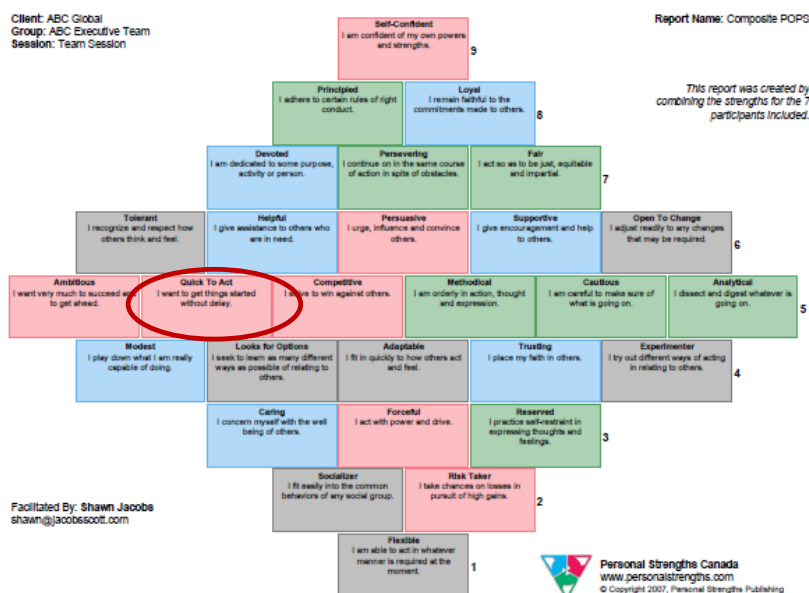 Client: ABC Global
Group: ABC Executive Team
Session: Team Session
Report Name: Composite POPS
This report was created by
combining the strengths for the 7
participants included.
Self-Confident
I am confident of my own powers
and strengths.
9
Principled
I adhere to certain rules of right
conduct.
Loyal
I remain faithful to the
commitments made to others.
8
Devoted
I am dedicated to some purpose,
activity or person.
Persevering
I continue on in the same course
of action in spite of obstacles.
Fair
I act so as to be just, equitable
and impartial.
7
Tolerant
I recognize and respect how
others think and feel.
Helpful
I give assistance to others who
are in need.
Persuasive
I urge, influence and convince
others.
Supportive
I give encouragement and help
to others.
Open To Change
I adjust readily to any changes
that may be required.
6
Ambitious
I want very much to succeed and
to get ahead.
Quick To Act
I want to get things started
without delay.
Competitive
I strive to win against others.
Methodical
I am orderly in action, thought
and expression.
Cautious
I am careful to make sure of
what is going on.
Analytical
I dissect and digest whatever is
going on.
5
Modest
I play down what I am really
capable of doing.
Looks for Options
I seek to learn as many different
ways as possible of relating to
others.
Adaptable
I fit in quickly to how others act
and feel.
Trusting
I place my faith in others.
Experimenter
I try out different ways of acting
in relating to others.
4
Caring
I concern myself with the well
being of others.
Forceful
I act with power and drive.
Reserved
I practice self-restraint in
expressing thoughts and
feelings.
3
Socializer
I fit easily into the common
behaviors of any social group.
Risk Taker
I take chances on losses in
pursuit of high gains.
2
Flexible
I am able to act in whatever
manner is required at the
moment.
1
Facilitated By: Shawn Jacobs
shawn@jacobsscott.com
Personal Strengths Canada
www.personalstrengths.com
© Copyright 2007, Personal Strengths Publishing